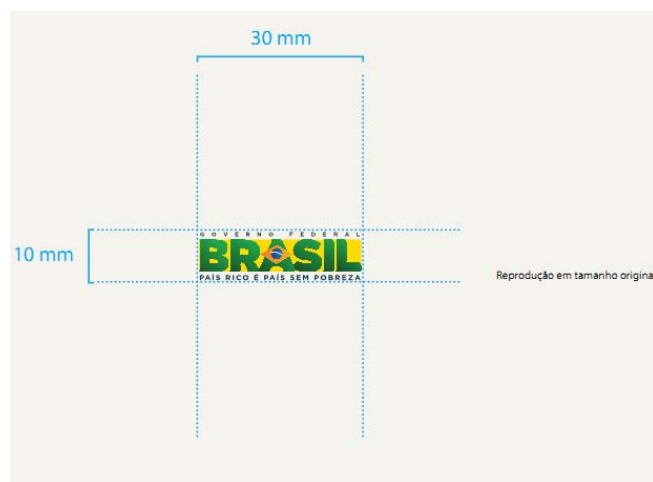 30 mm
GOVERNO FEDERAL
10 mm
BRASIL
PAÍS RICO É PAÍS SEM POBREZA
Reprodução em tamanho origina